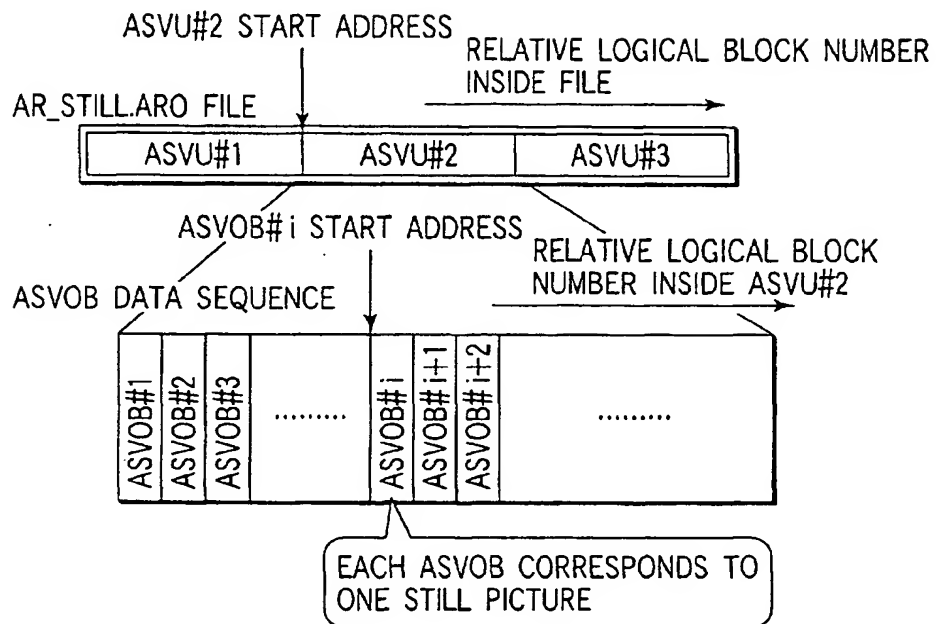 ASVU#2 START ADDRESS
RELATIVE LOGICAL BLOCK NUMBER
INSIDE FILE
AR_STILL.ARO FILE
ASVU#1
ASVU#2
ASVU#3
ASVOB#i START ADDRESS
RELATIVE LOGICAL BLOCK
NUMBER INSIDE ASVU#2
ASVOB DATA SEQUENCE
ASVOB#1
ASVOB#2
ASVOB#3
.........
ASVOB#i
ASVOB#i+1
ASVOB#i+2
.........
EACH ASVOB CORRESPONDS TO
ONE STILL PICTURE